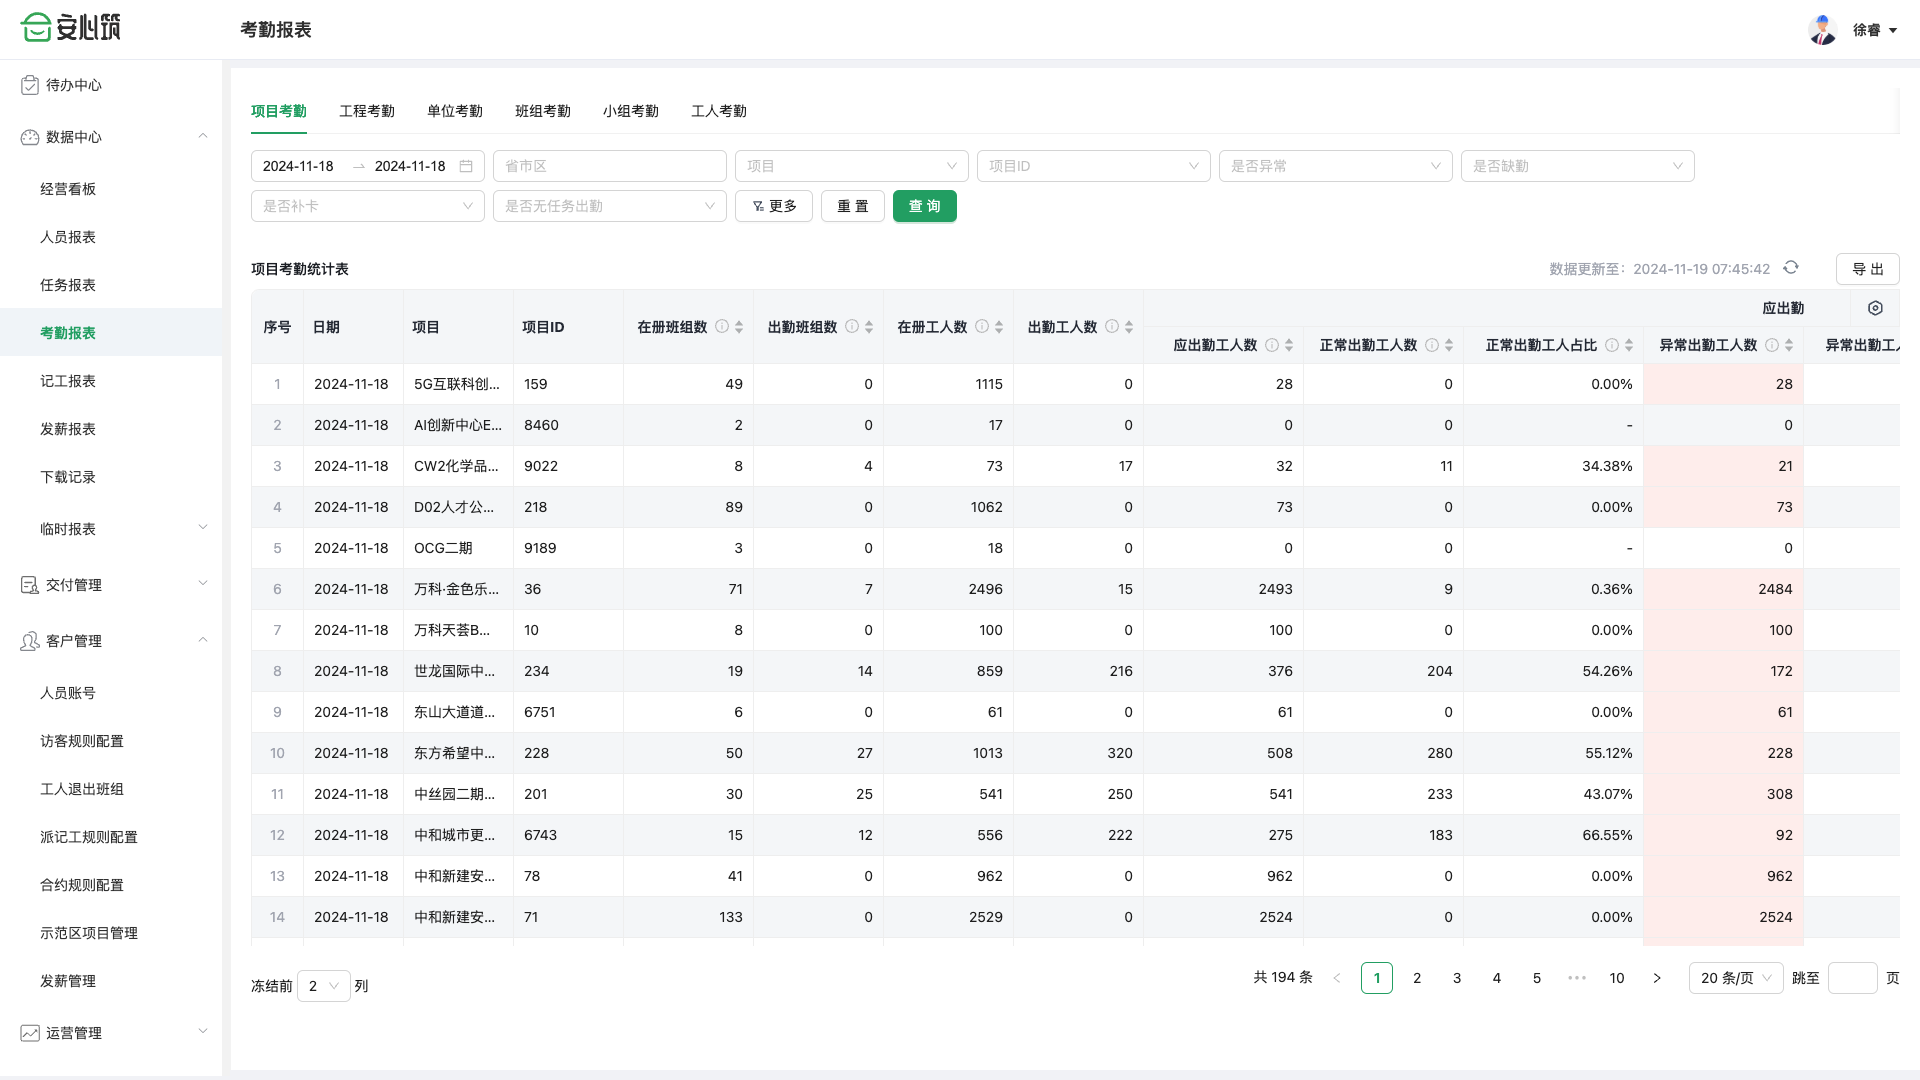 安心筑
考勤报表
徐睿
待办中心
数据中心
经营看板
人员报表
任务报表
考勤报表
记工报表
发薪报表
下载记录
临时报表
交付管理
客户管理
人员账号
访客规则配置
工人退出班组
派记工规则配置
合约规则配置
示范区项目管理
发薪管理
运营管理
项目考勤 工程考勤 单位考勤 班组考勤 小组考勤 工人考勤
2024-11-18 → 2024-11-18 省市区 项目 项目ID 是否异常 是否缺勤
是否补卡 是否无任务出勤 更多 重 置 查 询
项目考勤统计表 数据更新至：2024-11-19 07:45:42 导 出
应出勤
序号 日期 项目 项目ID 在册班组数 出勤班组数 在册工人数 出勤工人数 应出勤工人数 正常出勤工人数 正常出勤工人占比 异常出勤工人数 异常出勤工人
1 2024-11-18 5G互联科创... 159 49 0 1115 0 28 0 0.00% 28
2 2024-11-18 AI创新中心E... 8460 2 0 17 0 0 0 - 0
3 2024-11-18 CW2化学品... 9022 8 4 73 17 32 11 34.38% 21
4 2024-11-18 D02人才公... 218 89 0 1062 0 73 0 0.00% 73
5 2024-11-18 OCG二期 9189 3 0 18 0 0 0 - 0
6 2024-11-18 万科·金色乐... 36 71 7 2496 15 2493 9 0.36% 2484
7 2024-11-18 万科天荟B... 10 8 0 100 0 100 0 0.00% 100
8 2024-11-18 世龙国际中... 234 19 14 859 216 376 204 54.26% 172
9 2024-11-18 东山大道道... 6751 6 0 61 0 61 0 0.00% 61
10 2024-11-18 东方希望中... 228 50 27 1013 320 508 280 55.12% 228
11 2024-11-18 中丝园二期... 201 30 25 541 250 541 233 43.07% 308
12 2024-11-18 中和城市更... 6743 15 12 556 222 275 183 66.55% 92
13 2024-11-18 中和新建安... 78 41 0 962 0 962 0 0.00% 962
14 2024-11-18 中和新建安... 71 133 0 2529 0 2524 0 0.00% 2524
冻结前 2 列 共 194 条 < 1 2 3 4 5 ••• 10 > 20 条/页 跳至 页